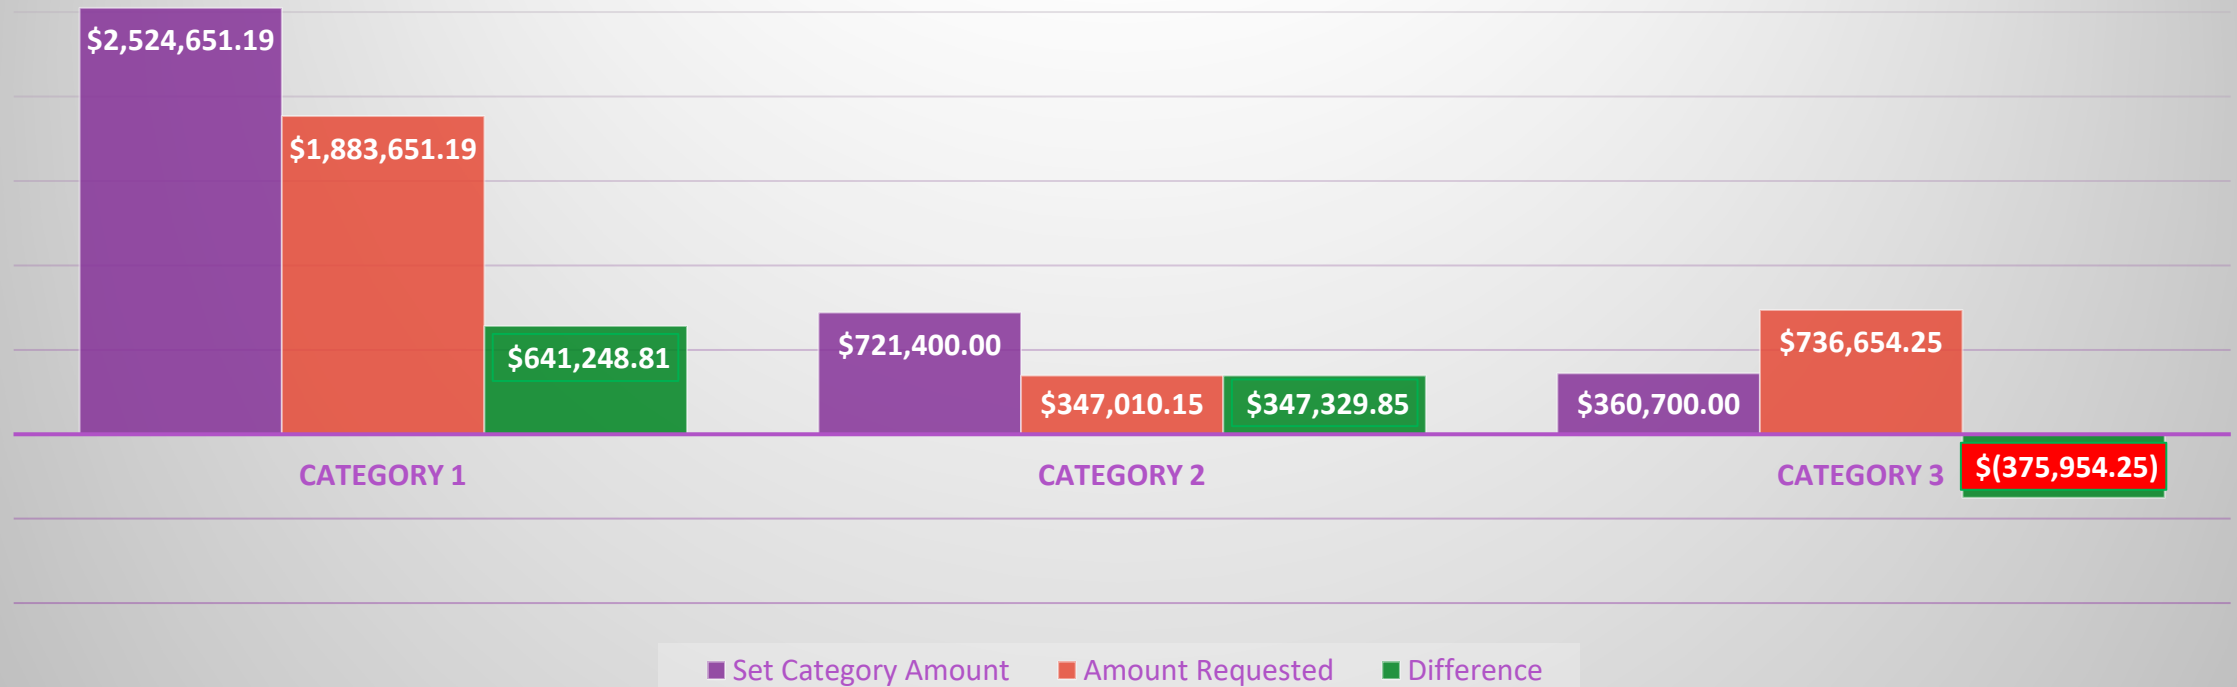 $2,524,651.19
$1,883,651.19
$641,248.81
$721,400.00
$347,010.15
$347,329.85
$360,700.00
$736,654.25
$(375,954.25)
CATEGORY 1
CATEGORY 2
CATEGORY 3
Set Category Amount
Amount Requested
Difference